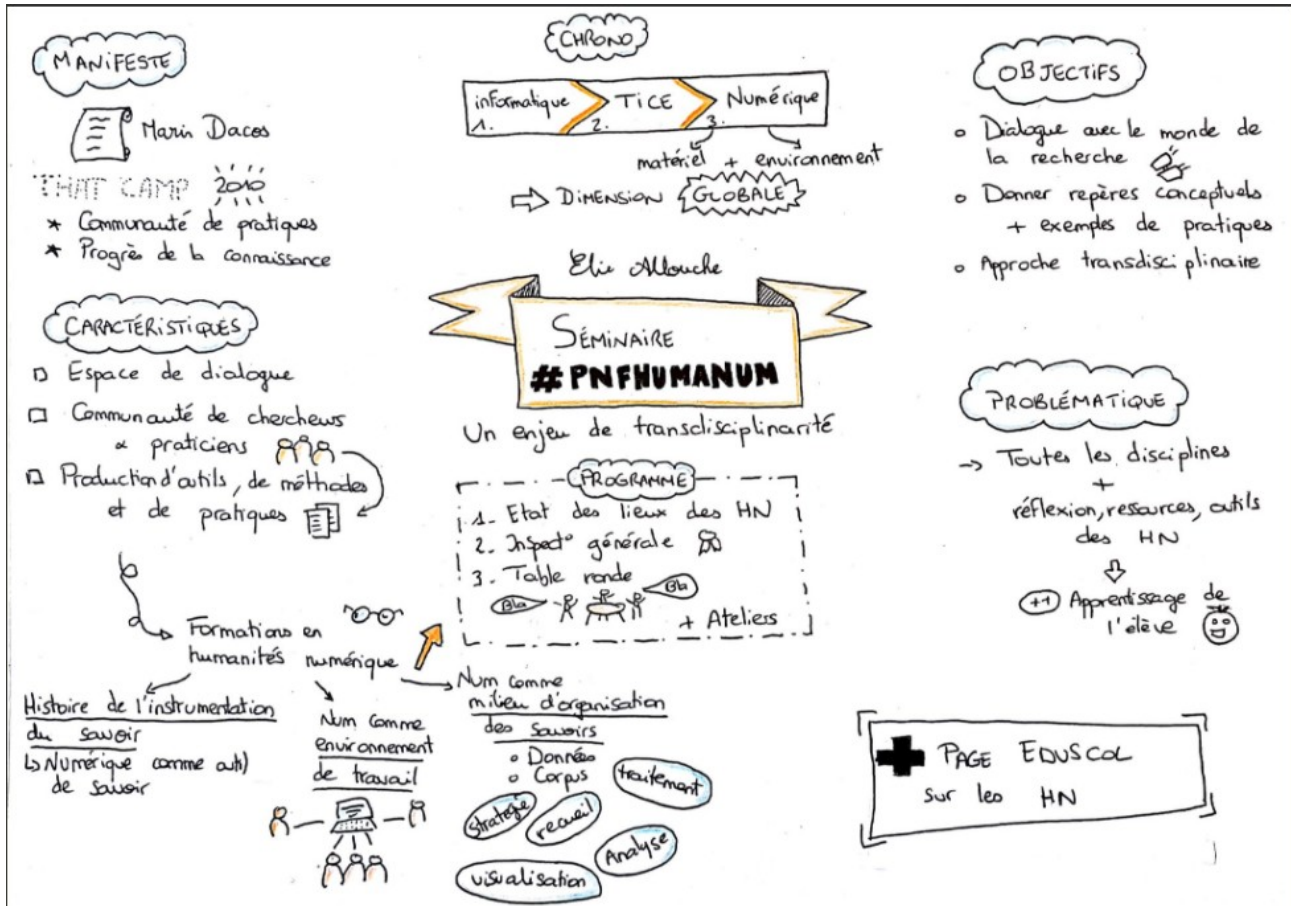 MANIFESTE
Marin Dacos
THAT CAMP 2010
* Communauté de pratiques
* Progrès de la connaissance
CARACTÉRISTIQUES
Espace de dialogue
Communauté de chercheurs
∝ praticiens
Production d'outils, de méthodes
et de pratiques
Formations en
humanités numérique
Histoire de l'instrumentation
du savoir
↳ Numérique comme outil
de savoir
Num comme
environnement
de travail
Num comme
milieu d'organisation
des savoirs
o Données
o Corpus
traitement
stratégie
recueil
Analyse
visualisation
CHRONO
informatique
1.
TICE
2.
Numérique
3.
matériel + environnement
⇨ DIMENSION GLOBALE
Elie Allouche
SÉMINAIRE
#PNFHUMANUM
Un enjeu de transdisciplinarité
PROGRAMME
1- Etat des lieux des HN
2. Inspect° générale
3. Table ronde
Bla
Bla
+ Ateliers
OBJECTIFS
o Dialogue avec le monde de
la recherche
o Donner repères conceptuels
+ exemples de pratiques
o Approche transdisciplinaire
PROBLÉMATIQUE
→ Toutes les disciplines
+
réflexion, ressources, outils
des HN
++ Apprentissage de
l'élève
PAGE EDUSCOL
sur les HN